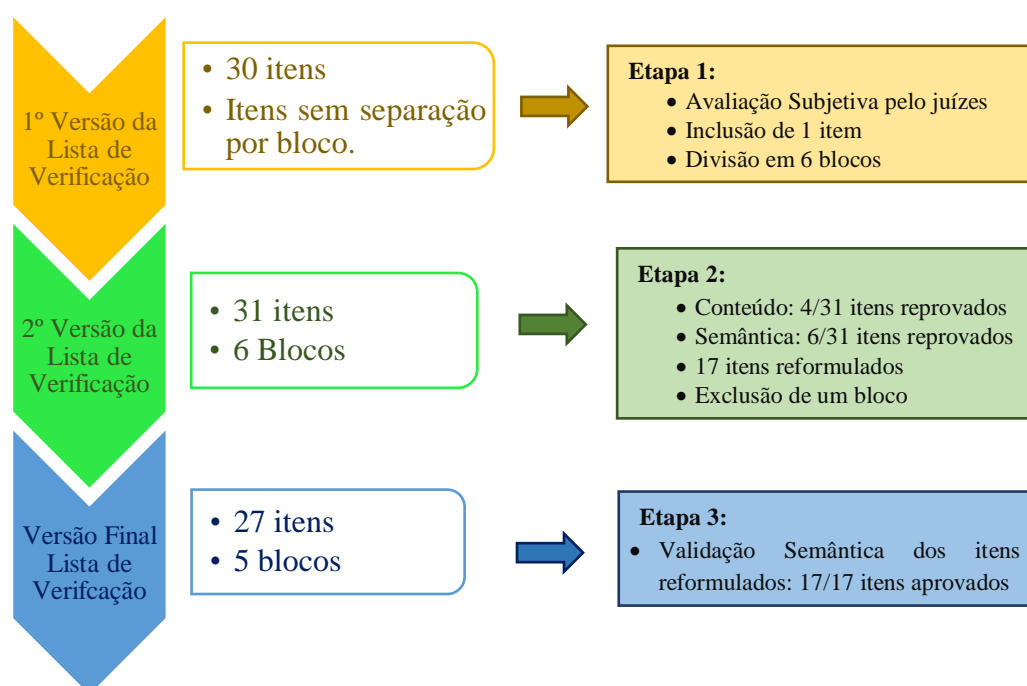 1º Versão da
Lista de
Verificação
• 30 itens
• Itens sem separação
por bloco.
Etapa 1:
• Avaliação Subjetiva pelo juízes
• Inclusão de 1 item
• Divisão em 6 blocos
2º Versão da
Lista de
Verificação
• 31 itens
• 6 Blocos
Etapa 2:
• Conteúdo: 4/31 itens reprovados
• Semântica: 6/31 itens reprovados
• 17 itens reformulados
• Exclusão de um bloco
Versão Final
Lista de
Verifcação
• 27 itens
• 5 blocos
Etapa 3:
• Validação Semântica dos itens
reformulados: 17/17 itens aprovados